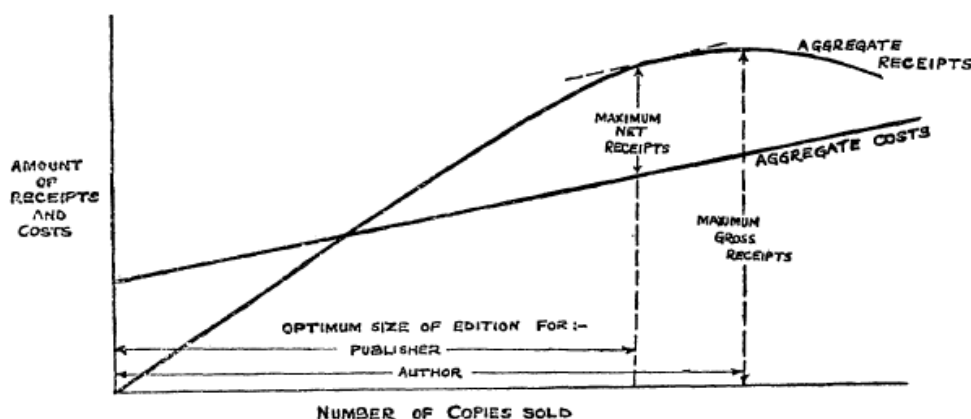 AGGREGATE
RECEIPTS
MAXIMUM
NET
RECEIPTS
AGGREGATE COSTS
AMOUNT
OF
RECEIPTS
AND
COSTS
MAXIMUM
GROSS
RECEIPTS
OPTIMUM SIZE OF EDITION FOR:-
PUBLISHER
AUTHOR
NUMBER OF COPIES SOLD